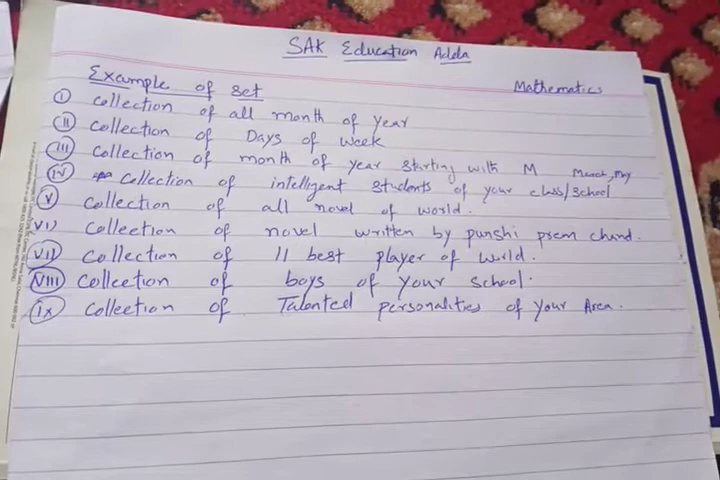 SAK Education Adda
Example of set
Mathematics
(i) Collection of all month of year
(ii) Collection of Days of week
(iii) Collection of month of year starting with M March, May
(iv) Collection of intelligent students of your class/school
(v) Collection of all novel of world.
vi) Collection of novel written by punshi prem chand.
(vii) Collection of 11 best player of world.
(viii) Collection of boys of your school.
(ix) Collection of Talented personalities of your Area.